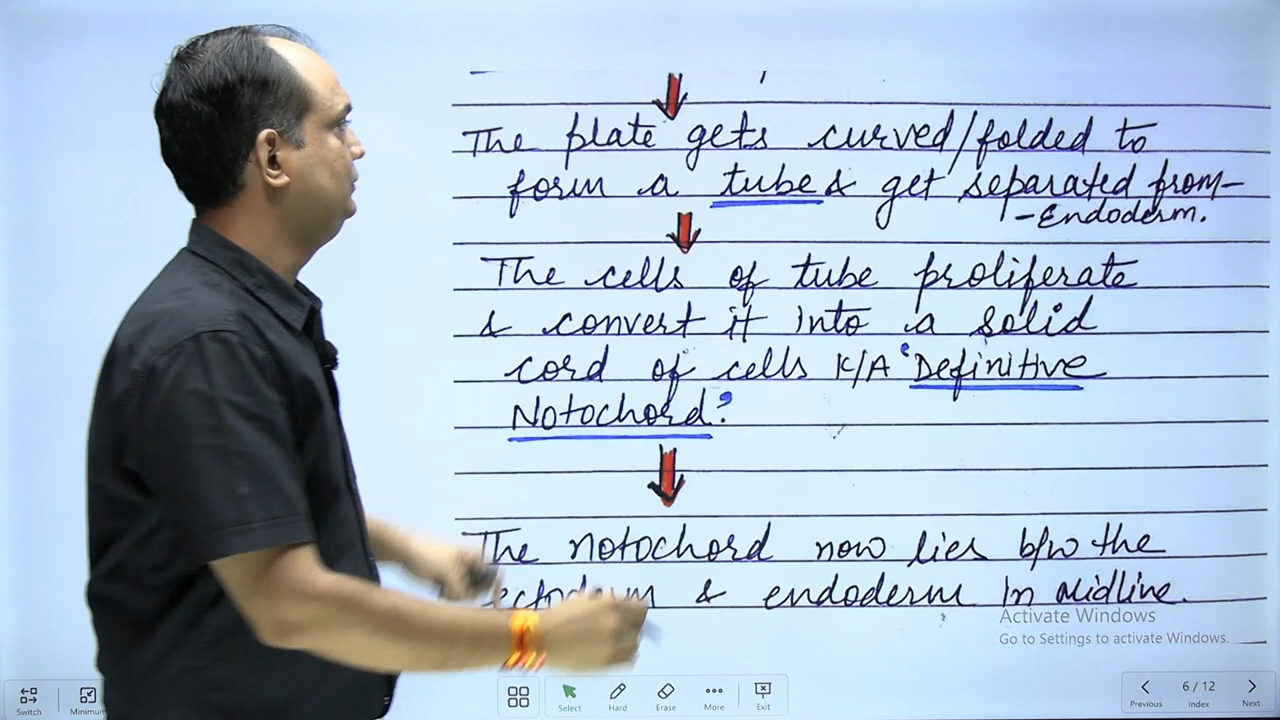 The plate gets curved/folded to
form a tube & get separated from-
-Endoderm.
The cells of tube proliferate
& convert it into a solid
cord of cells K/A 'Definitive
Notochord'
The notochord now lies b/w the
ectoderm & endoderm in midline.
Activate Windows
Go to Settings to activate Windows.
Switch
Minimum
Select
Hard
Erase
More
Exit
Previous
6 / 12
Index
Next